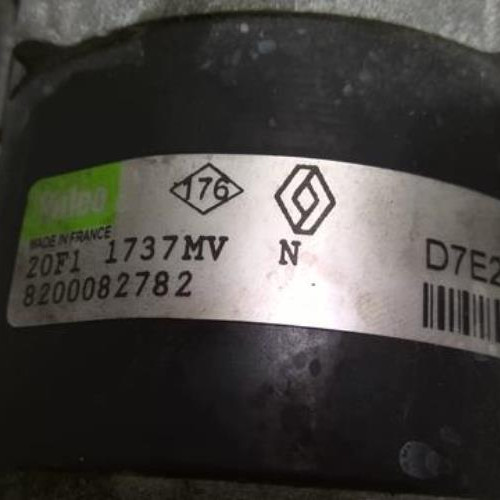 Valeo
176
MADE IN FRANCE
20F1 1737MV N
8200082782
D7E2